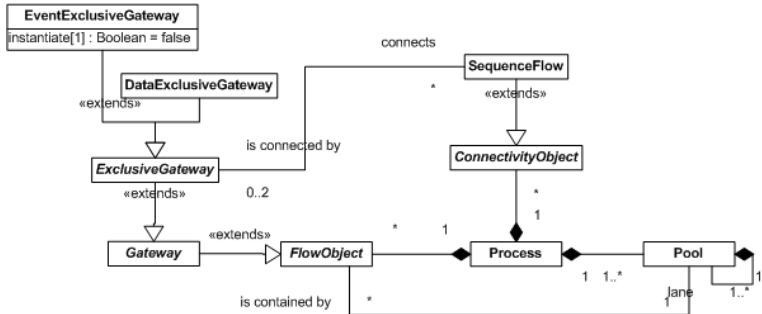 EventExclusiveGateway
instantiate[1] : Boolean = false
connects
SequenceFlow
DataExclusiveGateway
«extends»
*
«extends»
is connected by
ExclusiveGateway
ConnectivityObject
«extends»
0..2
*
1
Gateway
«extends»
FlowObject
*
1
Process
Pool
1
1..*
1
1..*
lane
is contained by
*
1